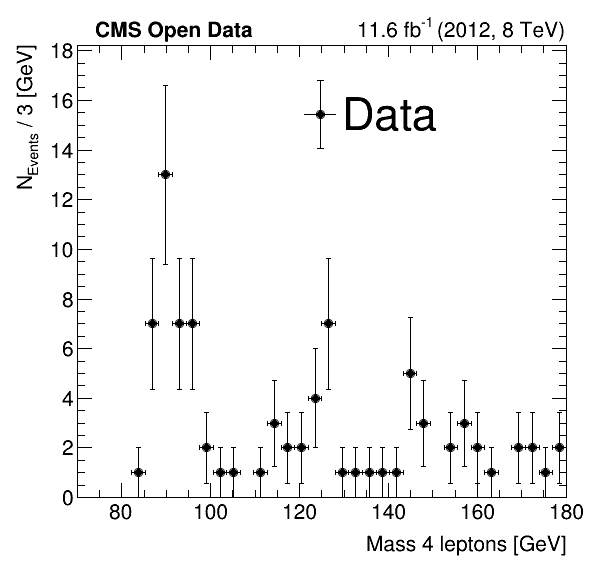 CMS Open Data
11.6 fb-1 (2012, 8 TeV)
NEvents / 3 [GeV]
Data
18
16
14
12
10
8
6
4
2
0
80 100 120 140 160 180
Mass 4 leptons [GeV]